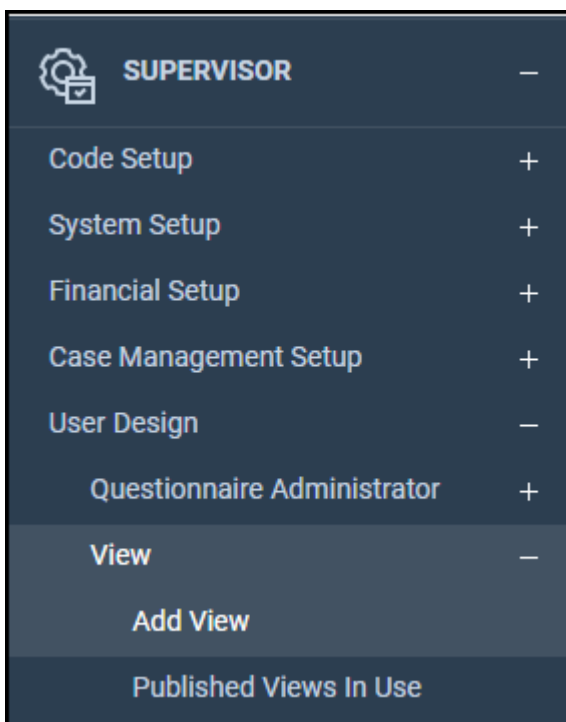 SUPERVISOR −
Code Setup +
System Setup +
Financial Setup +
Case Management Setup +
User Design −
Questionnaire Administrator +
View −
Add View
Published Views In Use